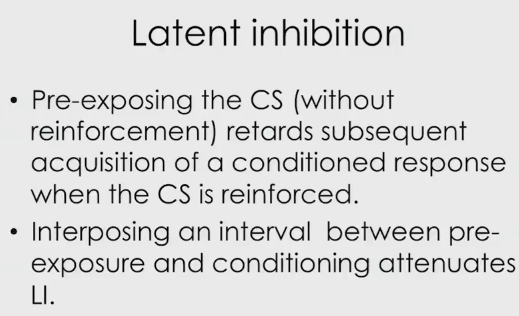 Latent inhibition
• Pre-exposing the CS (without
reinforcement) retards subsequent
acquisition of a conditioned response
when the CS is reinforced.
• Interposing an interval  between pre-
exposure and conditioning attenuates
LI.